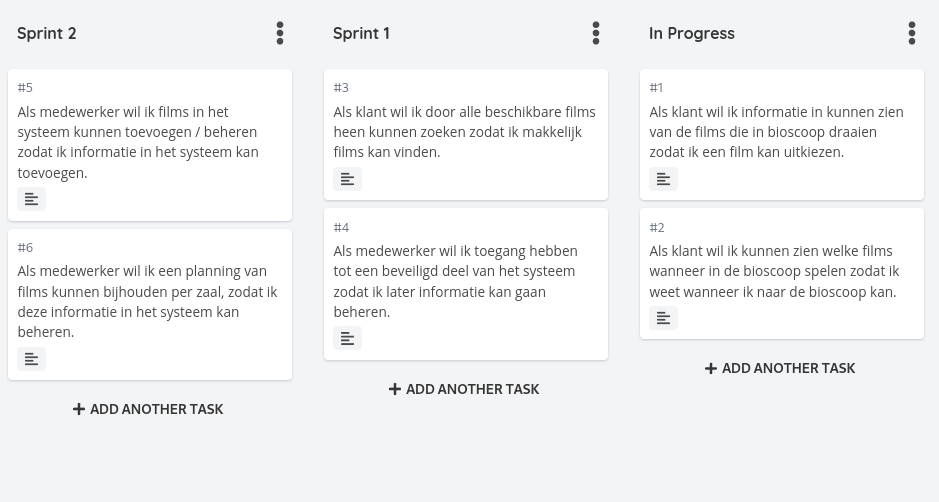 Sprint 2
#5
Als medewerker wil ik films in het
systeem kunnen toevoegen / beheren
zodat ik informatie in het systeem kan
toevoegen.
#6
Als medewerker wil ik een planning van
films kunnen bijhouden per zaal, zodat ik
deze informatie in het systeem kan
beheren.
+ ADD ANOTHER TASK
Sprint 1
#3
Als klant wil ik door alle beschikbare films
heen kunnen zoeken zodat ik makkelijk
films kan vinden.
#4
Als medewerker wil ik toegang hebben
tot een beveiligd deel van het systeem
zodat ik later informatie kan gaan
beheren.
+ ADD ANOTHER TASK
In Progress
#1
Als klant wil ik informatie in kunnen zien
van de films die in bioscoop draaien
zodat ik een film kan uitkiezen.
#2
Als klant wil ik kunnen zien welke films
wanneer in de bioscoop spelen zodat ik
weet wanneer ik naar de bioscoop kan.
+ ADD ANOTHER TASK